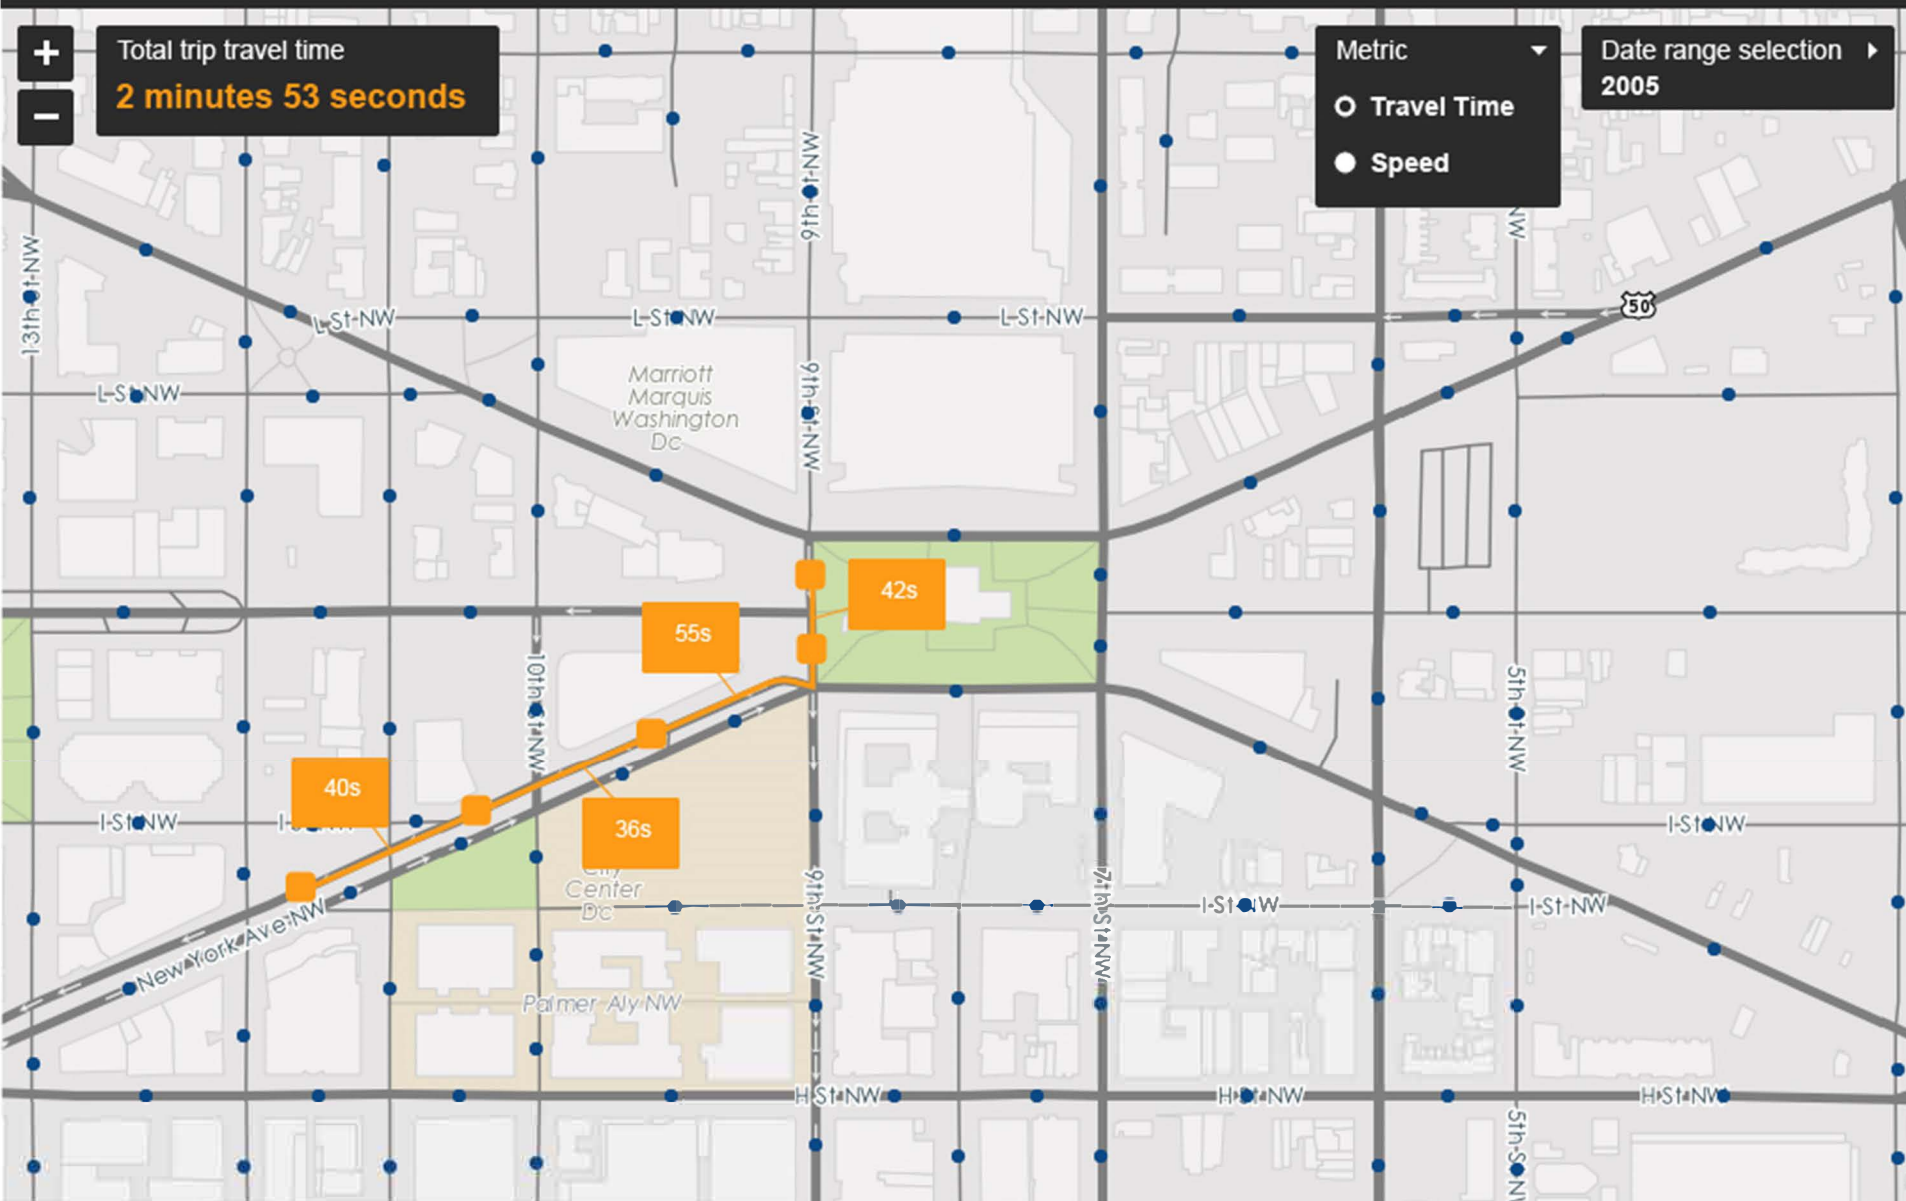 +
−
Total trip travel time
2 minutes 53 seconds
Metric
Travel Time
Speed
Date range selection
2005
9th St NW
NW
13th St NW
50
L St NW
L St NW
L St NW
L St NW
Marriott
Marquis
Washington
Dc
9th St NW
42s
55s
10th St NW
5th St NW
40s
I St NW
36s
I St NW
City
Center
Dc
9th St NW
7th St NW
I St NW
I St NW
New York Ave NW
Palmer Aly NW
H St NW
H St NW
H St NW
5th St NW